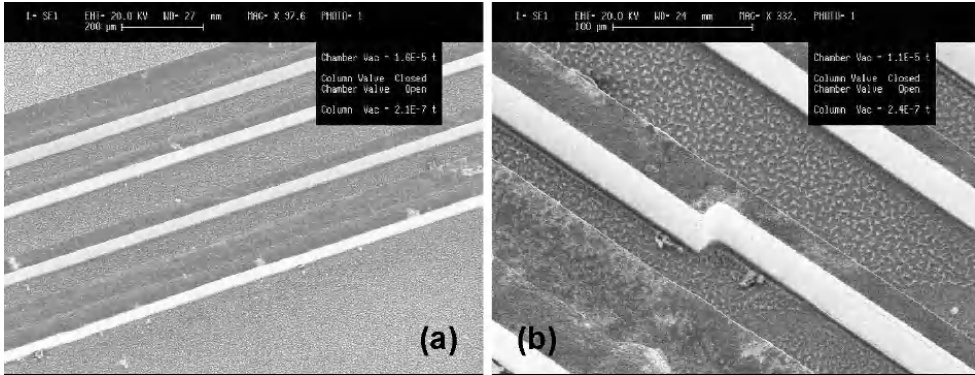 L- SE1 EHT- 20.0 KV WD- 27 mm MAG- X 97.6 PHOTO- 1
200 µm
Chamber Vac = 1.6E-5 t
Column Valve Closed
Chamber Valve Open
Column Vac = 2.1E-7 t
(a)
L- SE1 EHT- 20.0 KV WD- 24 mm MAG- X 332. PHOTO- 1
100 µm
Chamber Vac = 1.1E-5 t
Column Valve Closed
Chamber Valve Open
Column Vac = 2.4E-7 t
(b)